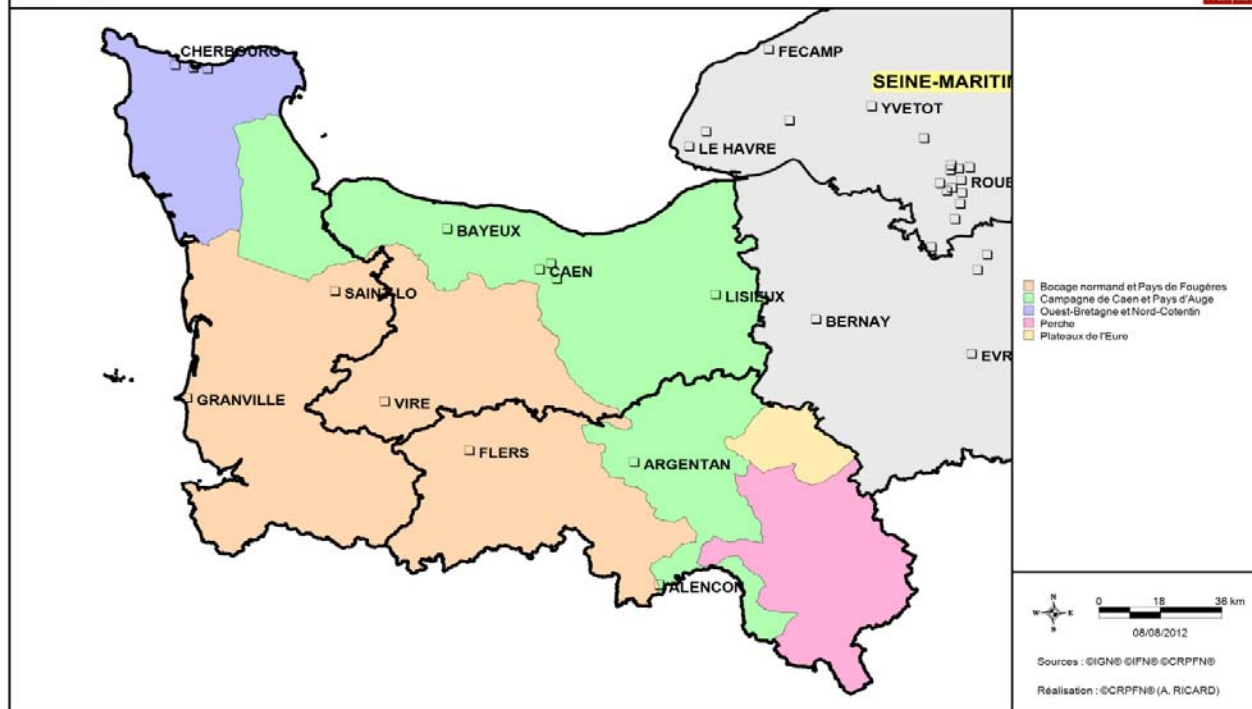 CHERBOURG
FECAMP
SEINE-MARITIM
YVETOT
LE HAVRE
ROUE
BAYEUX
CAEN
SAINT-LO
LISIEUX
BERNAY
EVR
GRANVILLE
VIRE
FLERS
ARGENTAN
ALENCON
Bocage normand et Pays de Fougères
Campagne de Caen et Pays d'Auge
Ouest-Bretagne et Nord-Cotentin
Perche
Plateaux de l'Eure
N
W E
S
0 18 36 km
08/08/2012
Sources : ©IGN® ©IFN® ©CRPFN®
Réalisation : ©CRPFN® (A. RICARD)